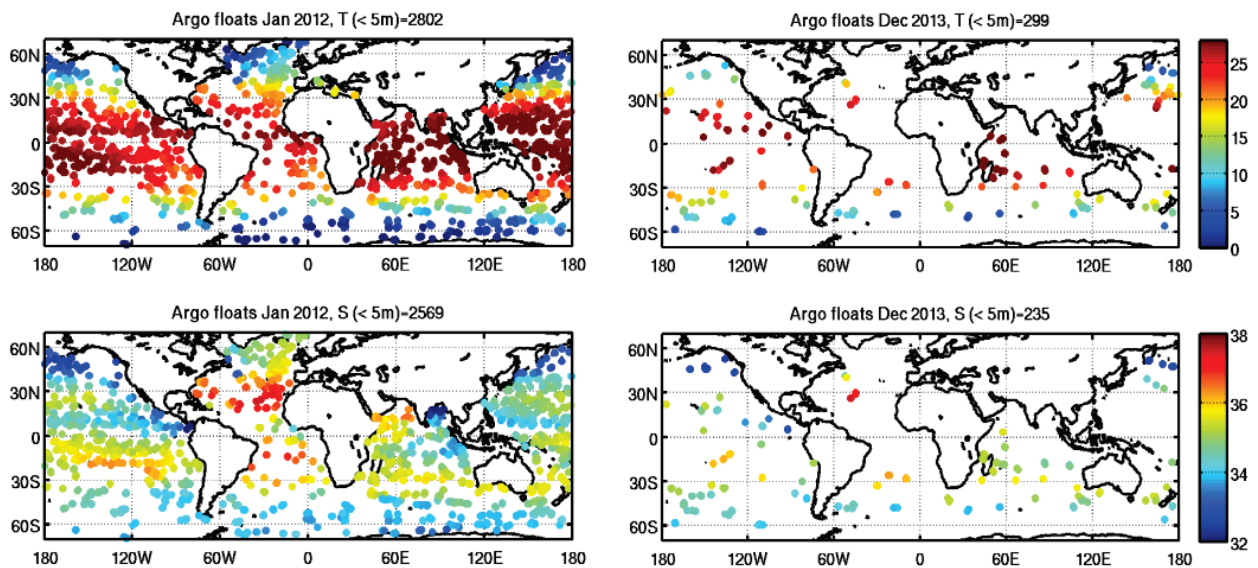 Argo floats Jan 2012, T (< 5m)=2802
60N
30N
0
30S
60S
180 120W 60W 0 60E 120E 180
Argo floats Dec 2013, T (< 5m)=299
60N
30N
0
30S
60S
180 120W 60W 0 60E 120E 180
25
20
15
10
5
0
Argo floats Jan 2012, S (< 5m)=2569
60N
30N
0
30S
60S
180 120W 60W 0 60E 120E 180
Argo floats Dec 2013, S (< 5m)=235
60N
30N
0
30S
60S
180 120W 60W 0 60E 120E 180
38
36
34
32